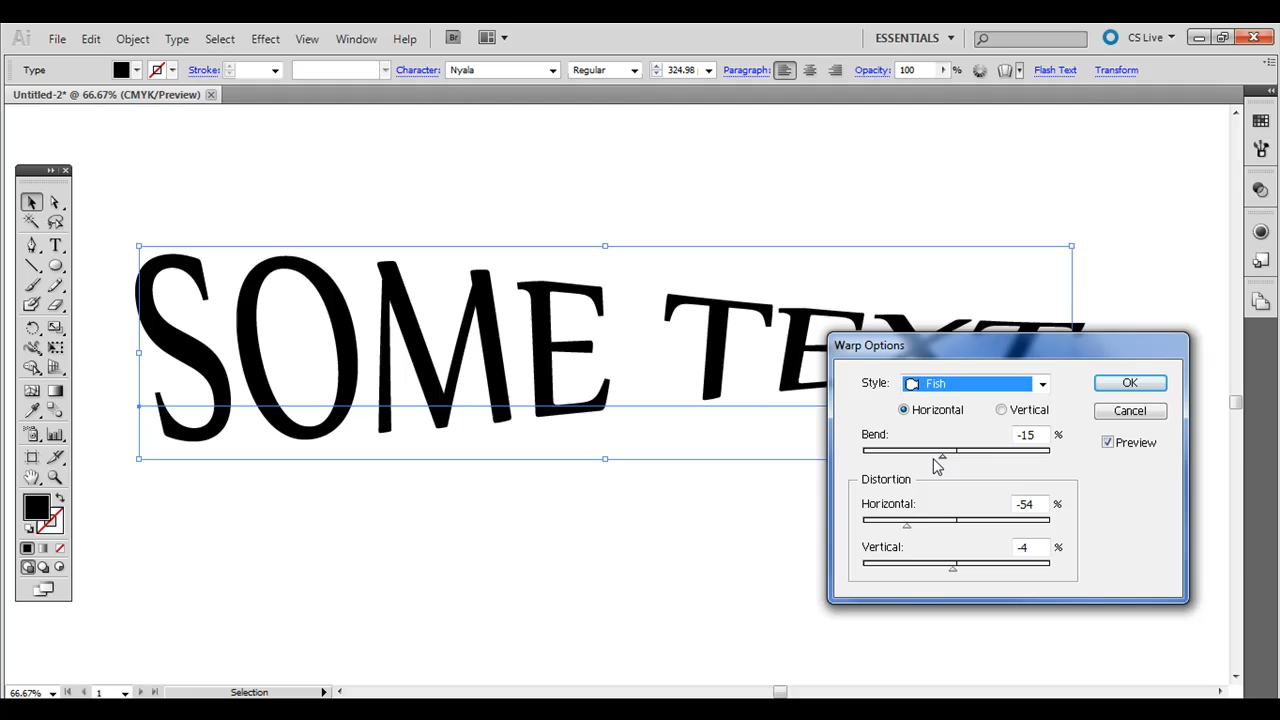 Ai File Edit Object Type Select Effect View Window Help Br ESSENTIALS CS Live
Type Stroke: Character: Nyala Regular 324.98 Paragraph: Opacity: 100 % Flash Text Transform
Untitled-2* @ 66.67% (CMYK/Preview)
SOME TEXT
Warp Options
Style: Fish OK
Horizontal Vertical Cancel
Bend: -15 % Preview
Distortion
Horizontal: -54 %
Vertical: -4 %
66.67% 1 Selection